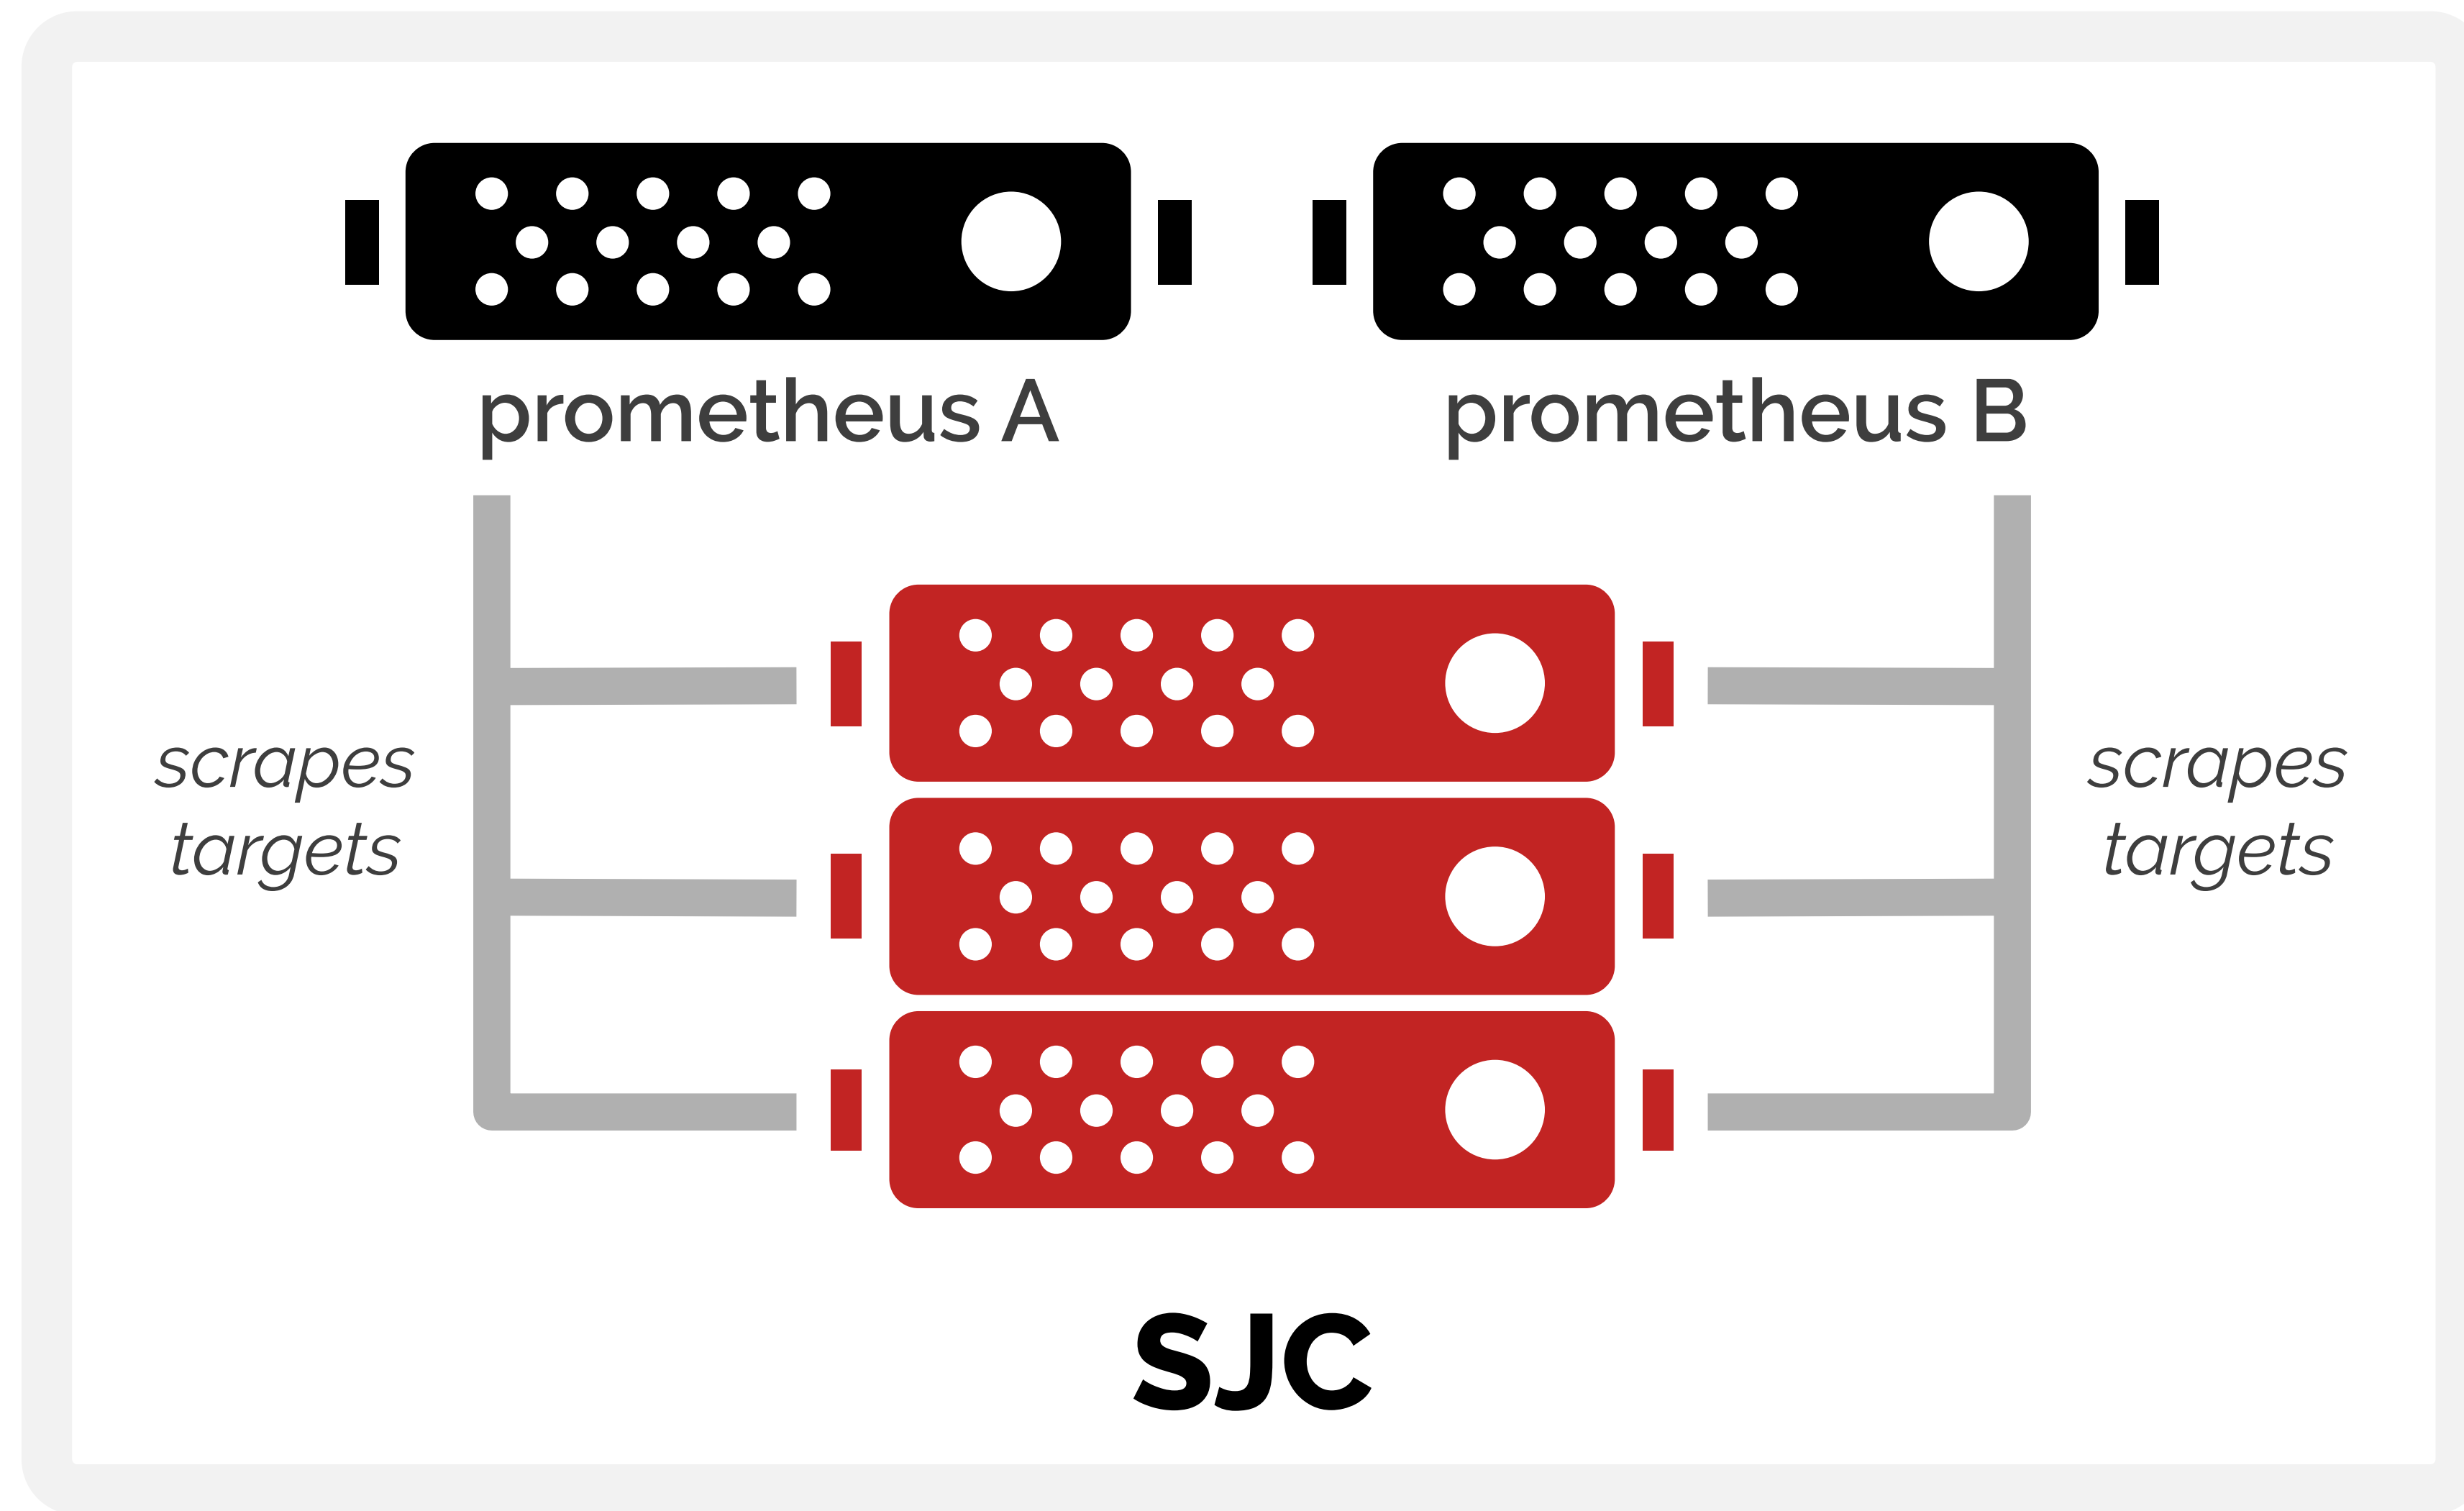 prometheus A
prometheus B
scrapes
targets
scrapes
targets
SJC